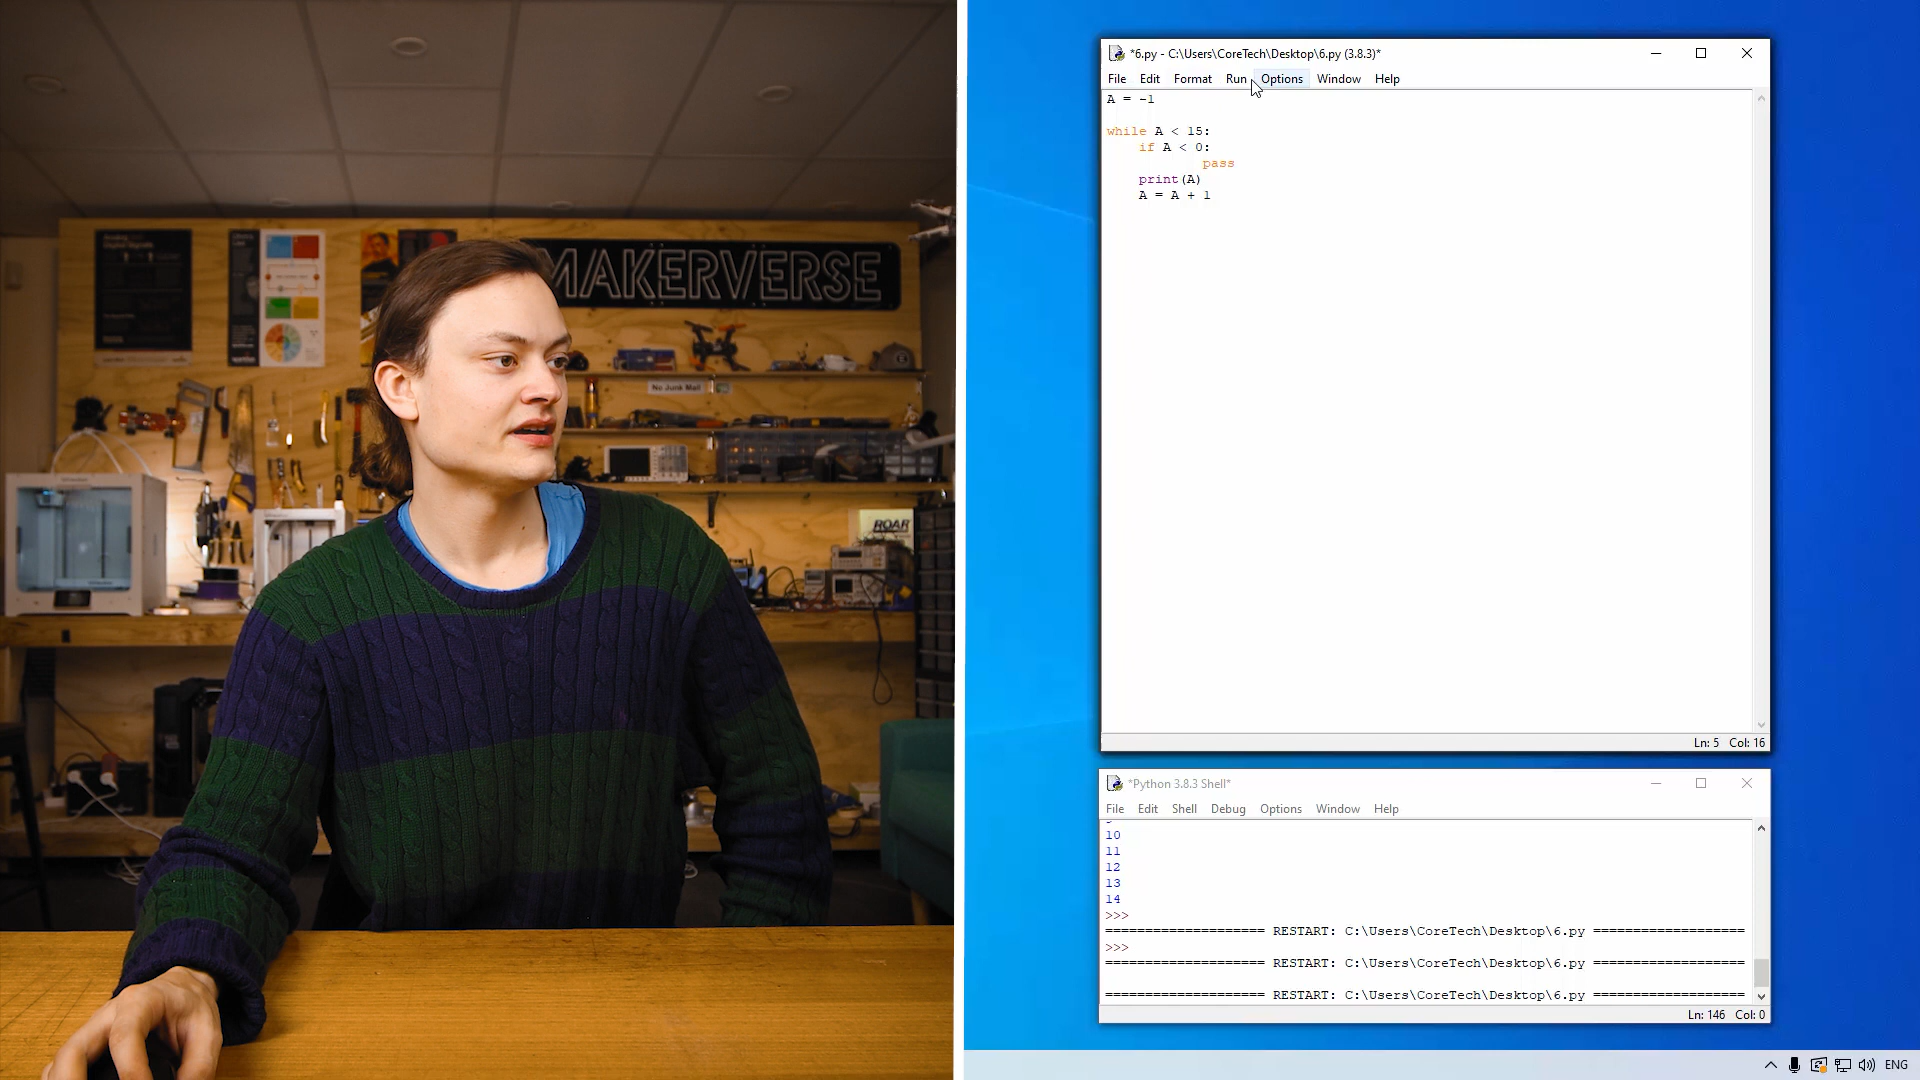 MAKERVERSE
No Junk Mail
ROAR
*6.py - C:\Users\CoreTech\Desktop\6.py (3.8.3)*
File Edit Format Run Options Window Help
A = -1
while A < 15:
if A < 0:
pass
print(A)
A = A + 1
Ln: 5 Col: 16
*Python 3.8.3 Shell*
File Edit Shell Debug Options Window Help
10
11
12
13
14
>>>
==================== RESTART: C:\Users\CoreTech\Desktop\6.py ===================
>>>
==================== RESTART: C:\Users\CoreTech\Desktop\6.py ===================
==================== RESTART: C:\Users\CoreTech\Desktop\6.py ===================
Ln: 146 Col: 0
ENG